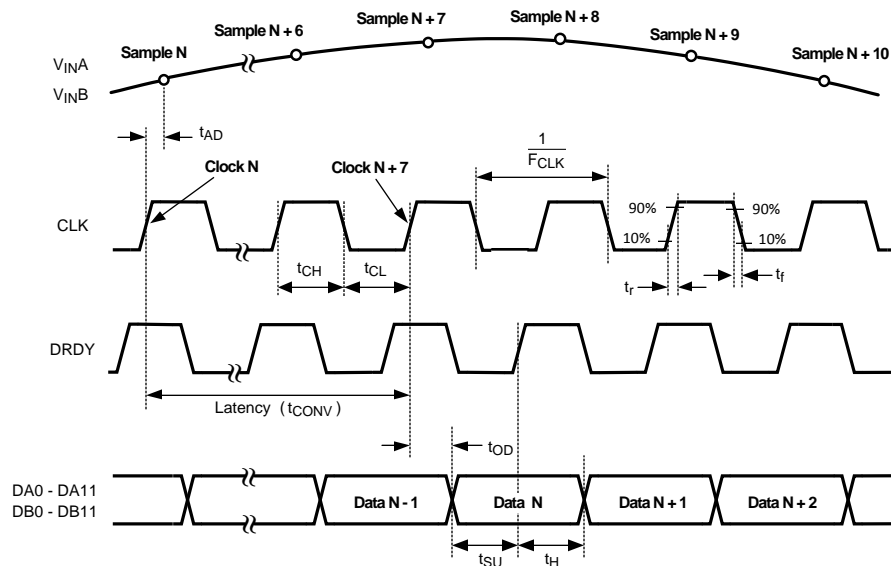 Sample N
Sample N + 6
Sample N + 7
Sample N + 8
Sample N + 9
Sample N + 10
VINA
VINB
tAD
Clock N
Clock N + 7
1
FCLK
CLK
90%
10%
90%
10%
tCH
tCL
tr
tf
DRDY
Latency (tCONV)
tOD
DA0 - DA11
DB0 - DB11
Data N - 1
Data N
Data N + 1
Data N + 2
tSU
tH